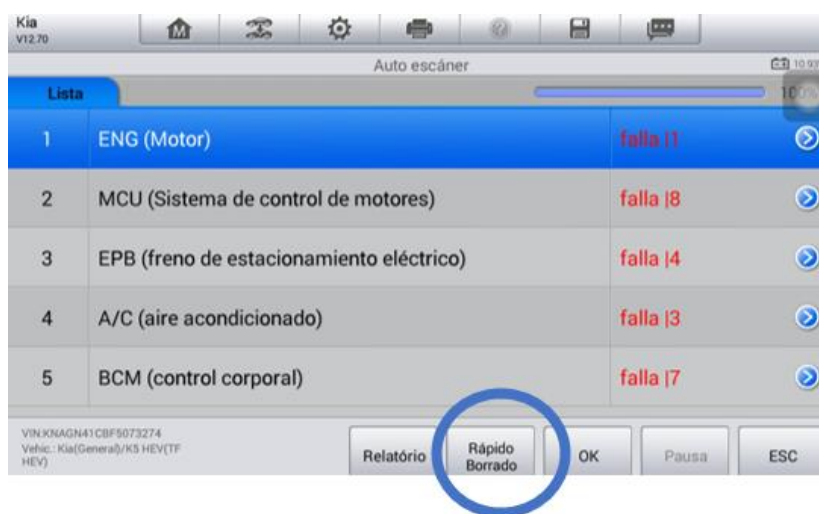 Kia
V12.70
Auto escáner
Lista
1 ENG (Motor) falla |1
2 MCU (Sistema de control de motores) falla |8
3 EPB (freno de estacionamiento eléctrico) falla |4
4 A/C (aire acondicionado) falla |3
5 BCM (control corporal) falla |7
VIN:KNAGN41CBF5073274
Vehic.: Kia(General)/K5 HEV(TF
HEV)
Relatório
Rápido
Borrado
OK
Pausa
ESC